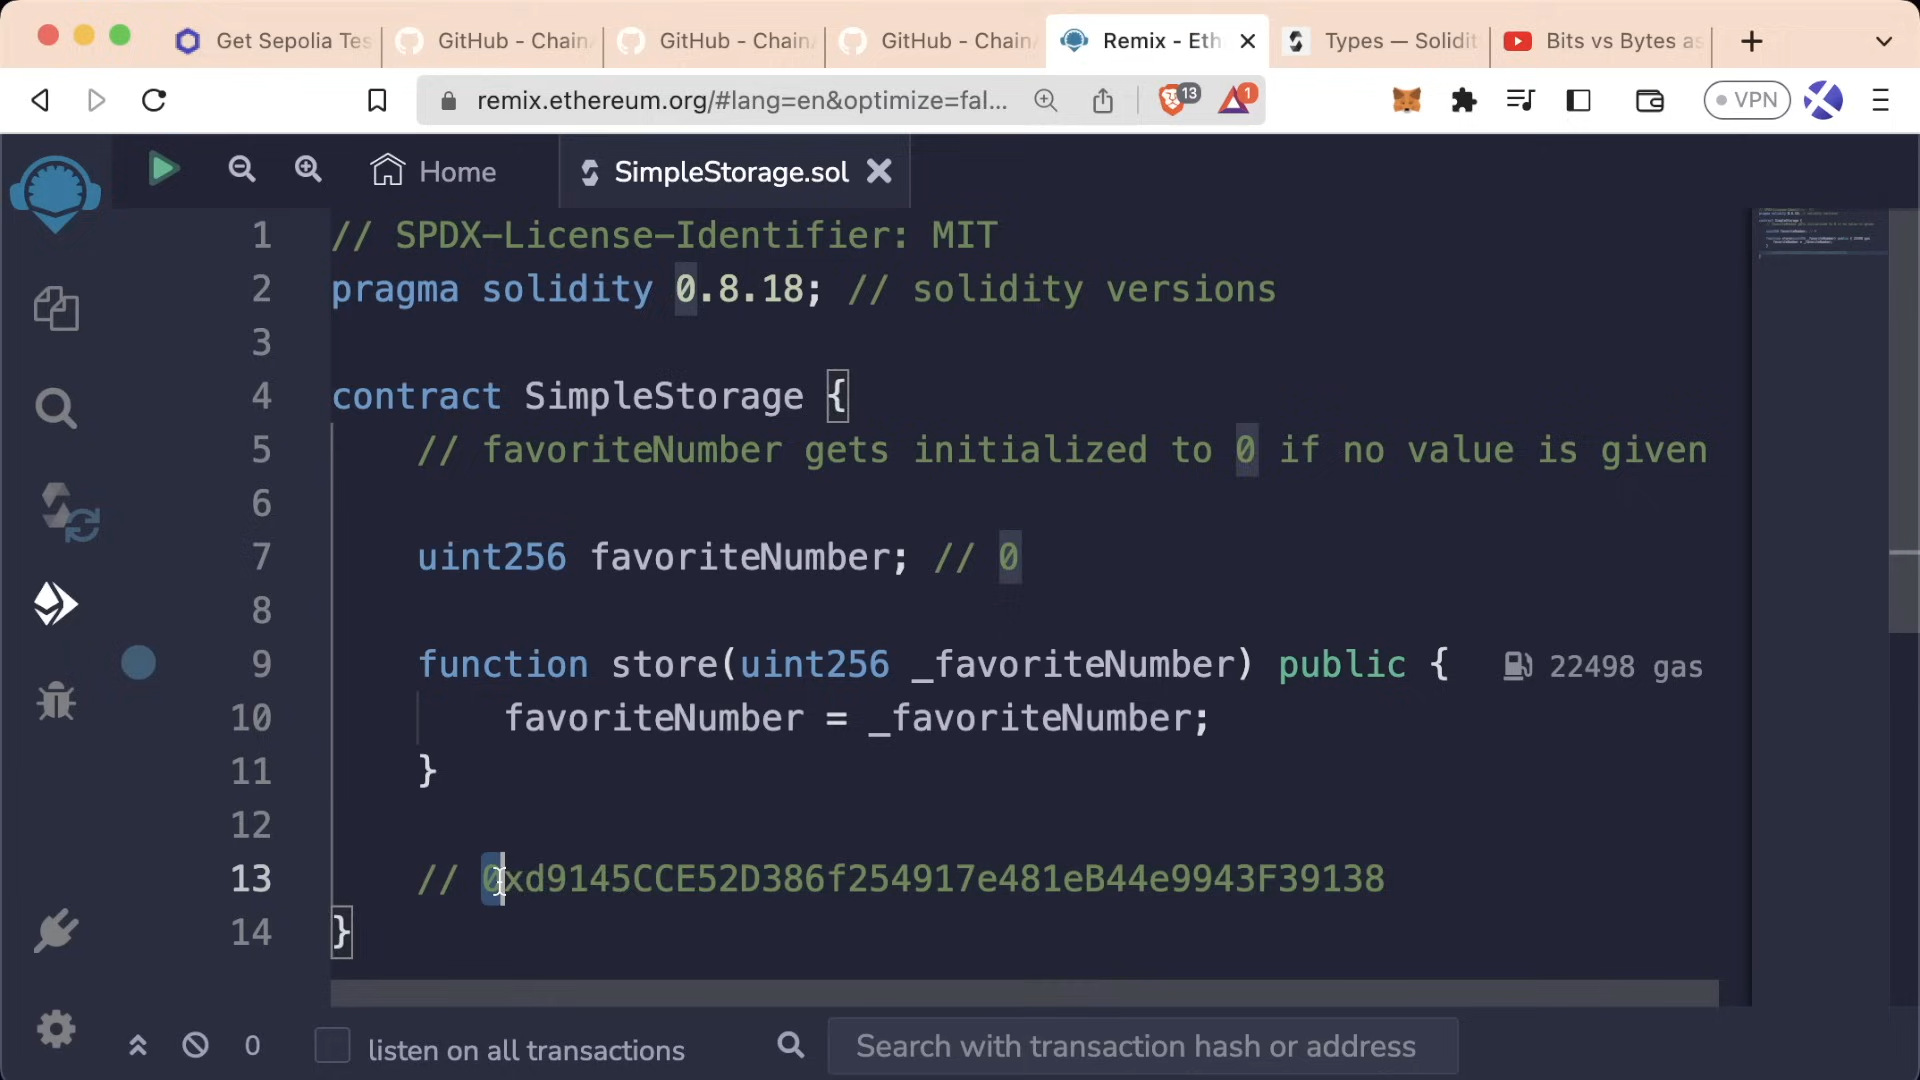 Get Sepolia Tes
GitHub - Chain
GitHub - Chain
GitHub - Chain
Remix - Eth
Types — Solidit
Bits vs Bytes as
remix.ethereum.org/#lang=en&optimize=fal...
13
1
VPN
Home
SimpleStorage.sol
1 // SPDX-License-Identifier: MIT
2 pragma solidity 0.8.18; // solidity versions
3
4 contract SimpleStorage {
5 // favoriteNumber gets initialized to 0 if no value is given
6
7 uint256 favoriteNumber; // 0
8
9 function store(uint256 _favoriteNumber) public { 22498 gas
10 favoriteNumber = _favoriteNumber;
11 }
12
13 // 0xd9145CCE52D386f254917e481eB44e9943F39138
14 }
0
listen on all transactions
Search with transaction hash or address